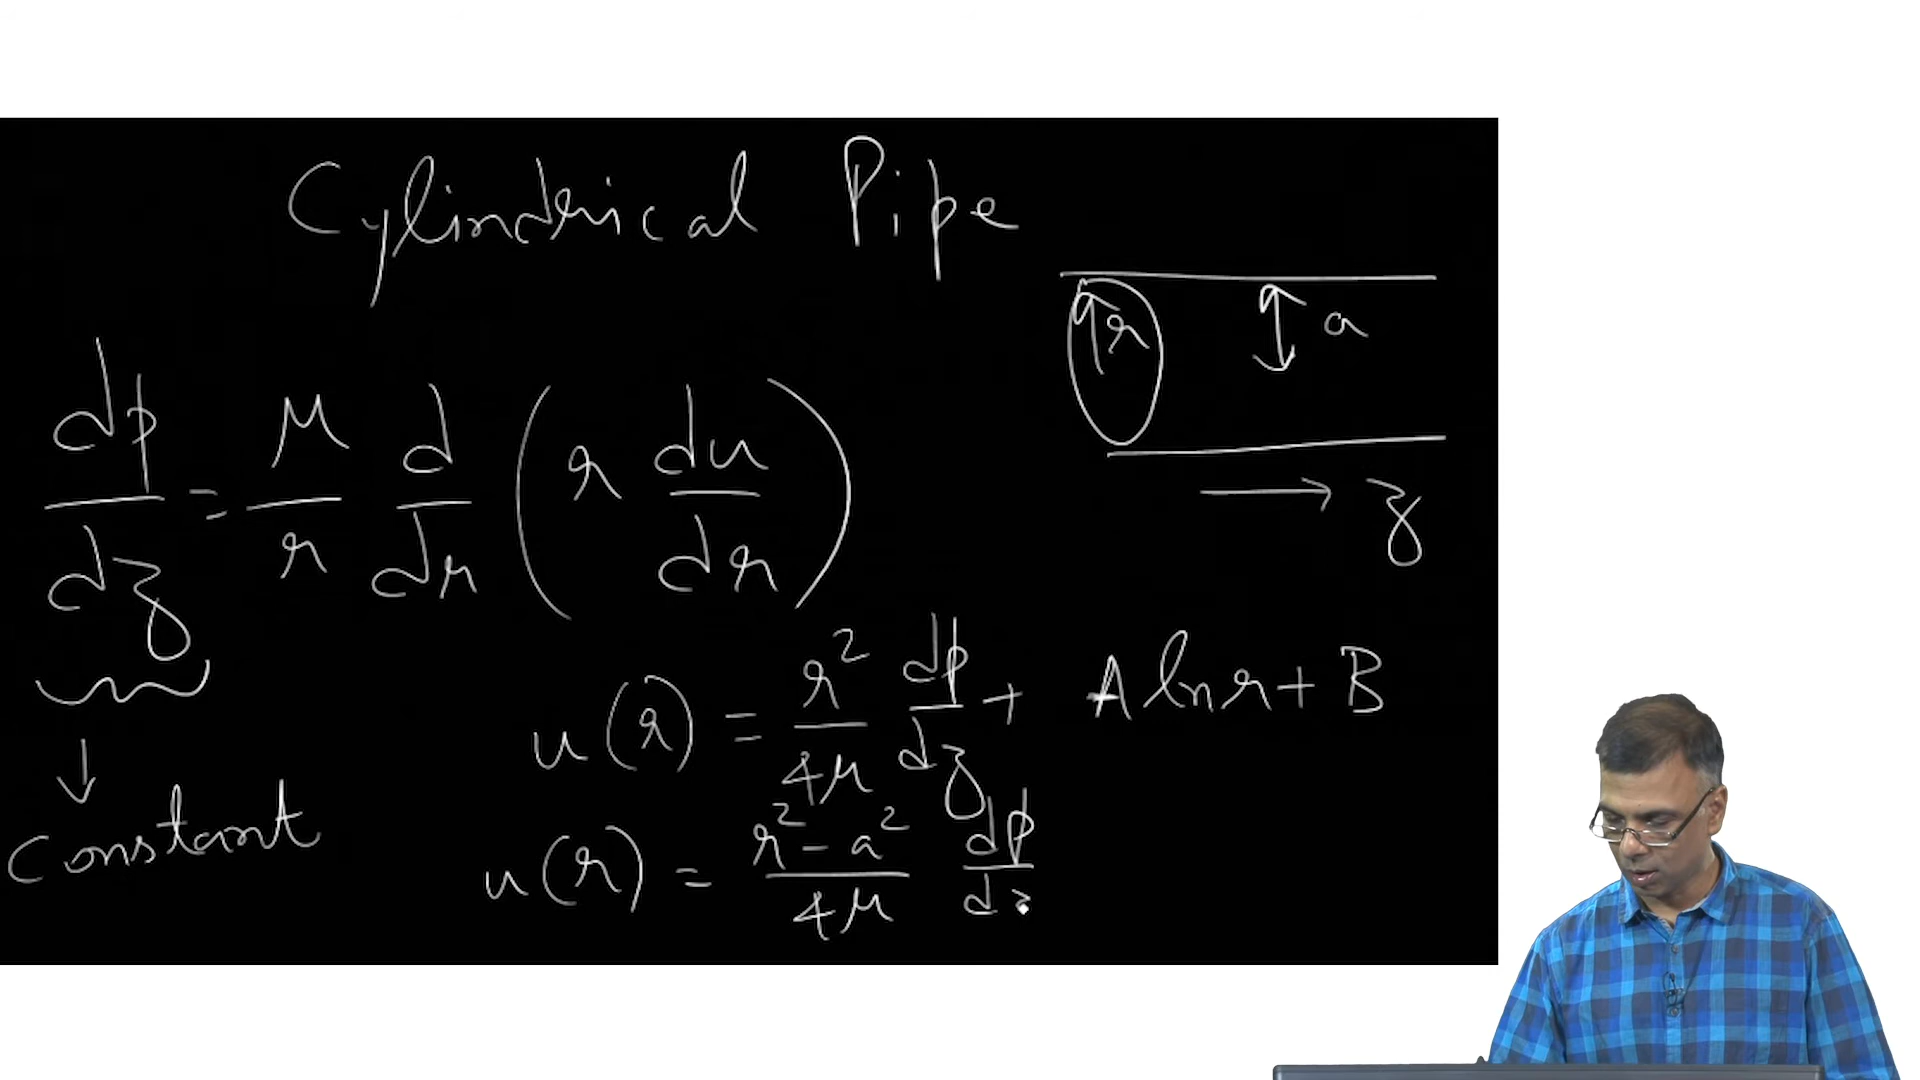 Cylindrical Pipe
r a
dp/dz = μ/r d/dr ( r du/dr )
z
u(r) = r²/4μ dp/dz + A ln r + B
Constant
u(r) = r² - a²/4μ dp/dz